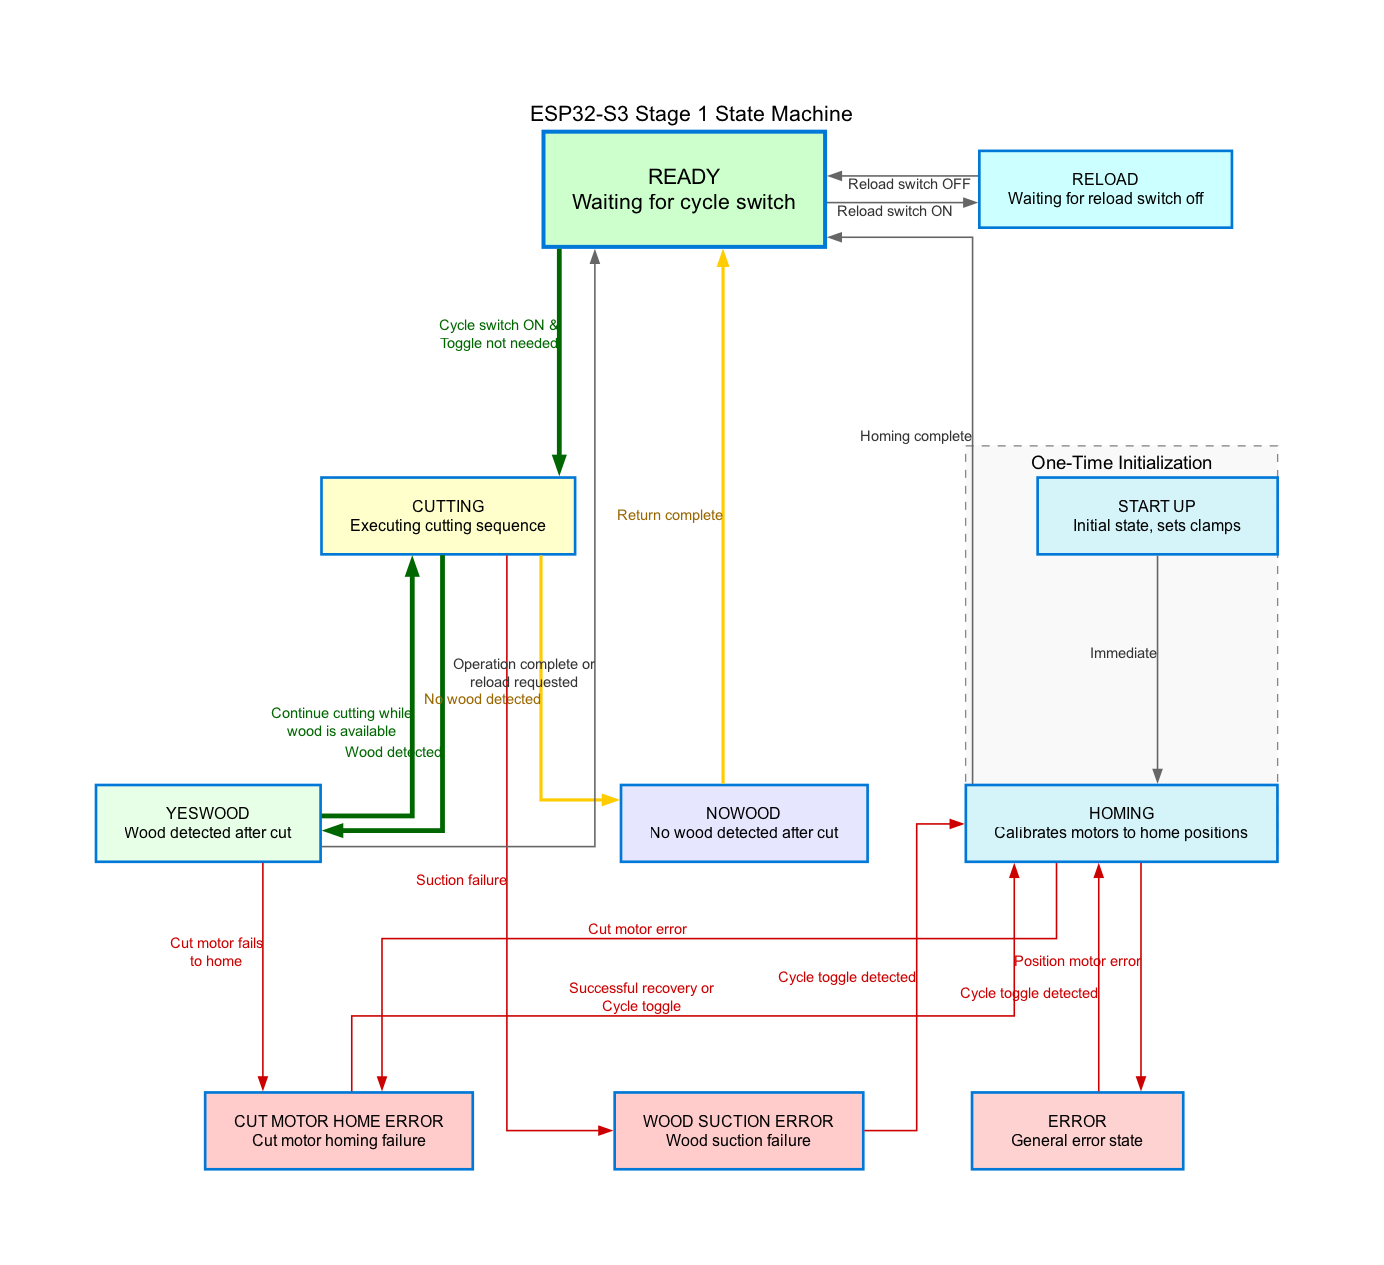 ESP32-S3 Stage 1 State Machine
READY
Waiting for cycle switch
RELOAD
Waiting for reload switch off
Reload switch OFF
Reload switch ON
Cycle switch ON &
Toggle not needed
Homing complete
One-Time Initialization
START UP
Initial state, sets clamps
CUTTING
Executing cutting sequence
Return complete
Immediate
Operation complete or
reload requested
No wood detected
Continue cutting while
wood is available
Wood detected
YESWOOD
Wood detected after cut
NOWOOD
No wood detected after cut
HOMING
Calibrates motors to home positions
Suction failure
Cut motor error
Cut motor fails
to home
Position motor error
Cycle toggle detected
Successful recovery or
Cycle toggle
Cycle toggle detected
CUT MOTOR HOME ERROR
Cut motor homing failure
WOOD SUCTION ERROR
Wood suction failure
ERROR
General error state